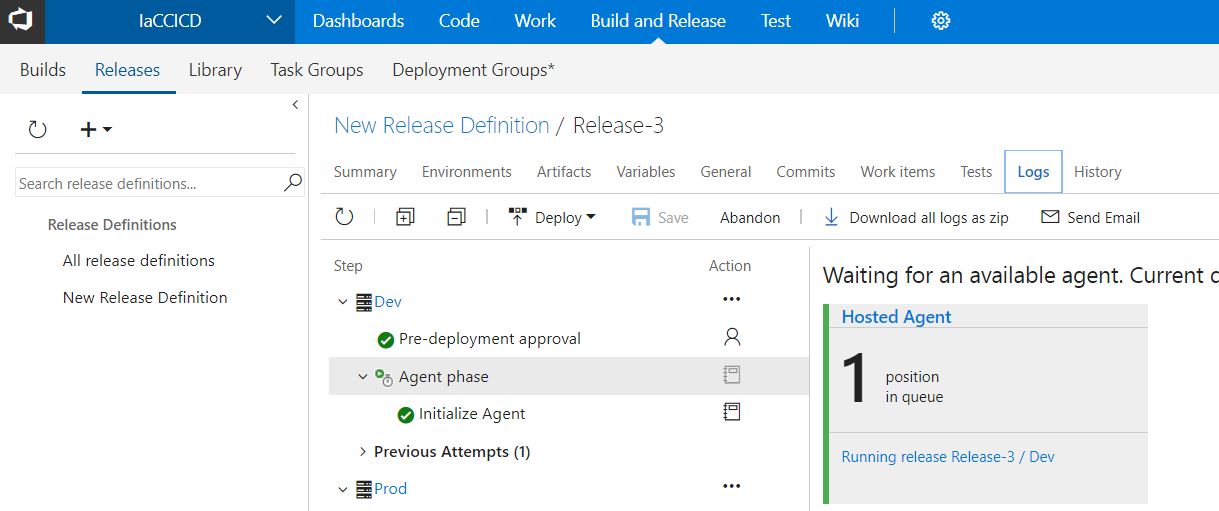 IaCCICD Dashboards Code Work Build and Release Test Wiki
Builds Releases Library Task Groups Deployment Groups*
Search release definitions...
Release Definitions
All release definitions
New Release Definition
New Release Definition / Release-3
Summary Environments Artifacts Variables General Commits Work items Tests Logs History
Deploy Save Abandon Download all logs as zip Send Email
Step Action
Dev
Pre-deployment approval
Agent phase
Initialize Agent
Previous Attempts (1)
Prod
Waiting for an available agent. Current
Hosted Agent
1 position
in queue
Running release Release-3 / Dev